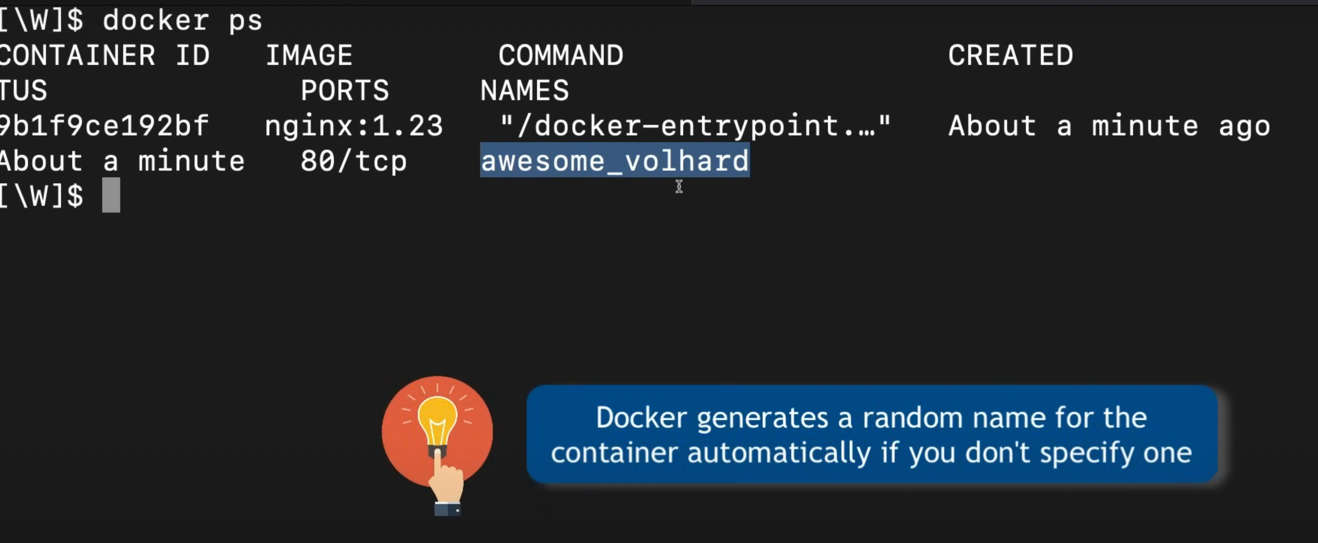 [\W]$ docker ps
CONTAINER ID   IMAGE        COMMAND                  CREATED
TUS              PORTS     NAMES
9b1f9ce192bf   nginx:1.23   "/docker-entrypoint.…"   About a minute ago
About a minute   80/tcp    awesome_volhard
[\W]$
Docker generates a random name for the
container automatically if you don't specify one